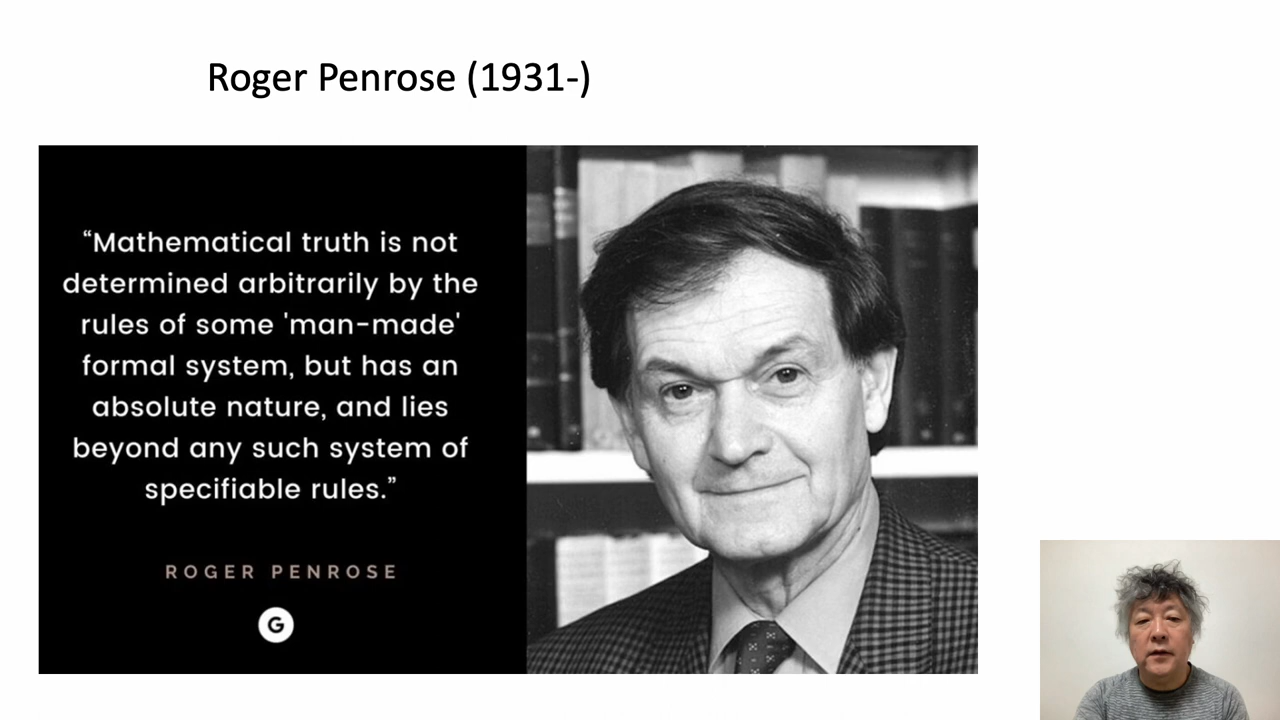 Roger Penrose (1931-)
“Mathematical truth is not
determined arbitrarily by the
rules of some 'man-made'
formal system, but has an
absolute nature, and lies
beyond any such system of
specifiable rules.”
ROGER PENROSE
G